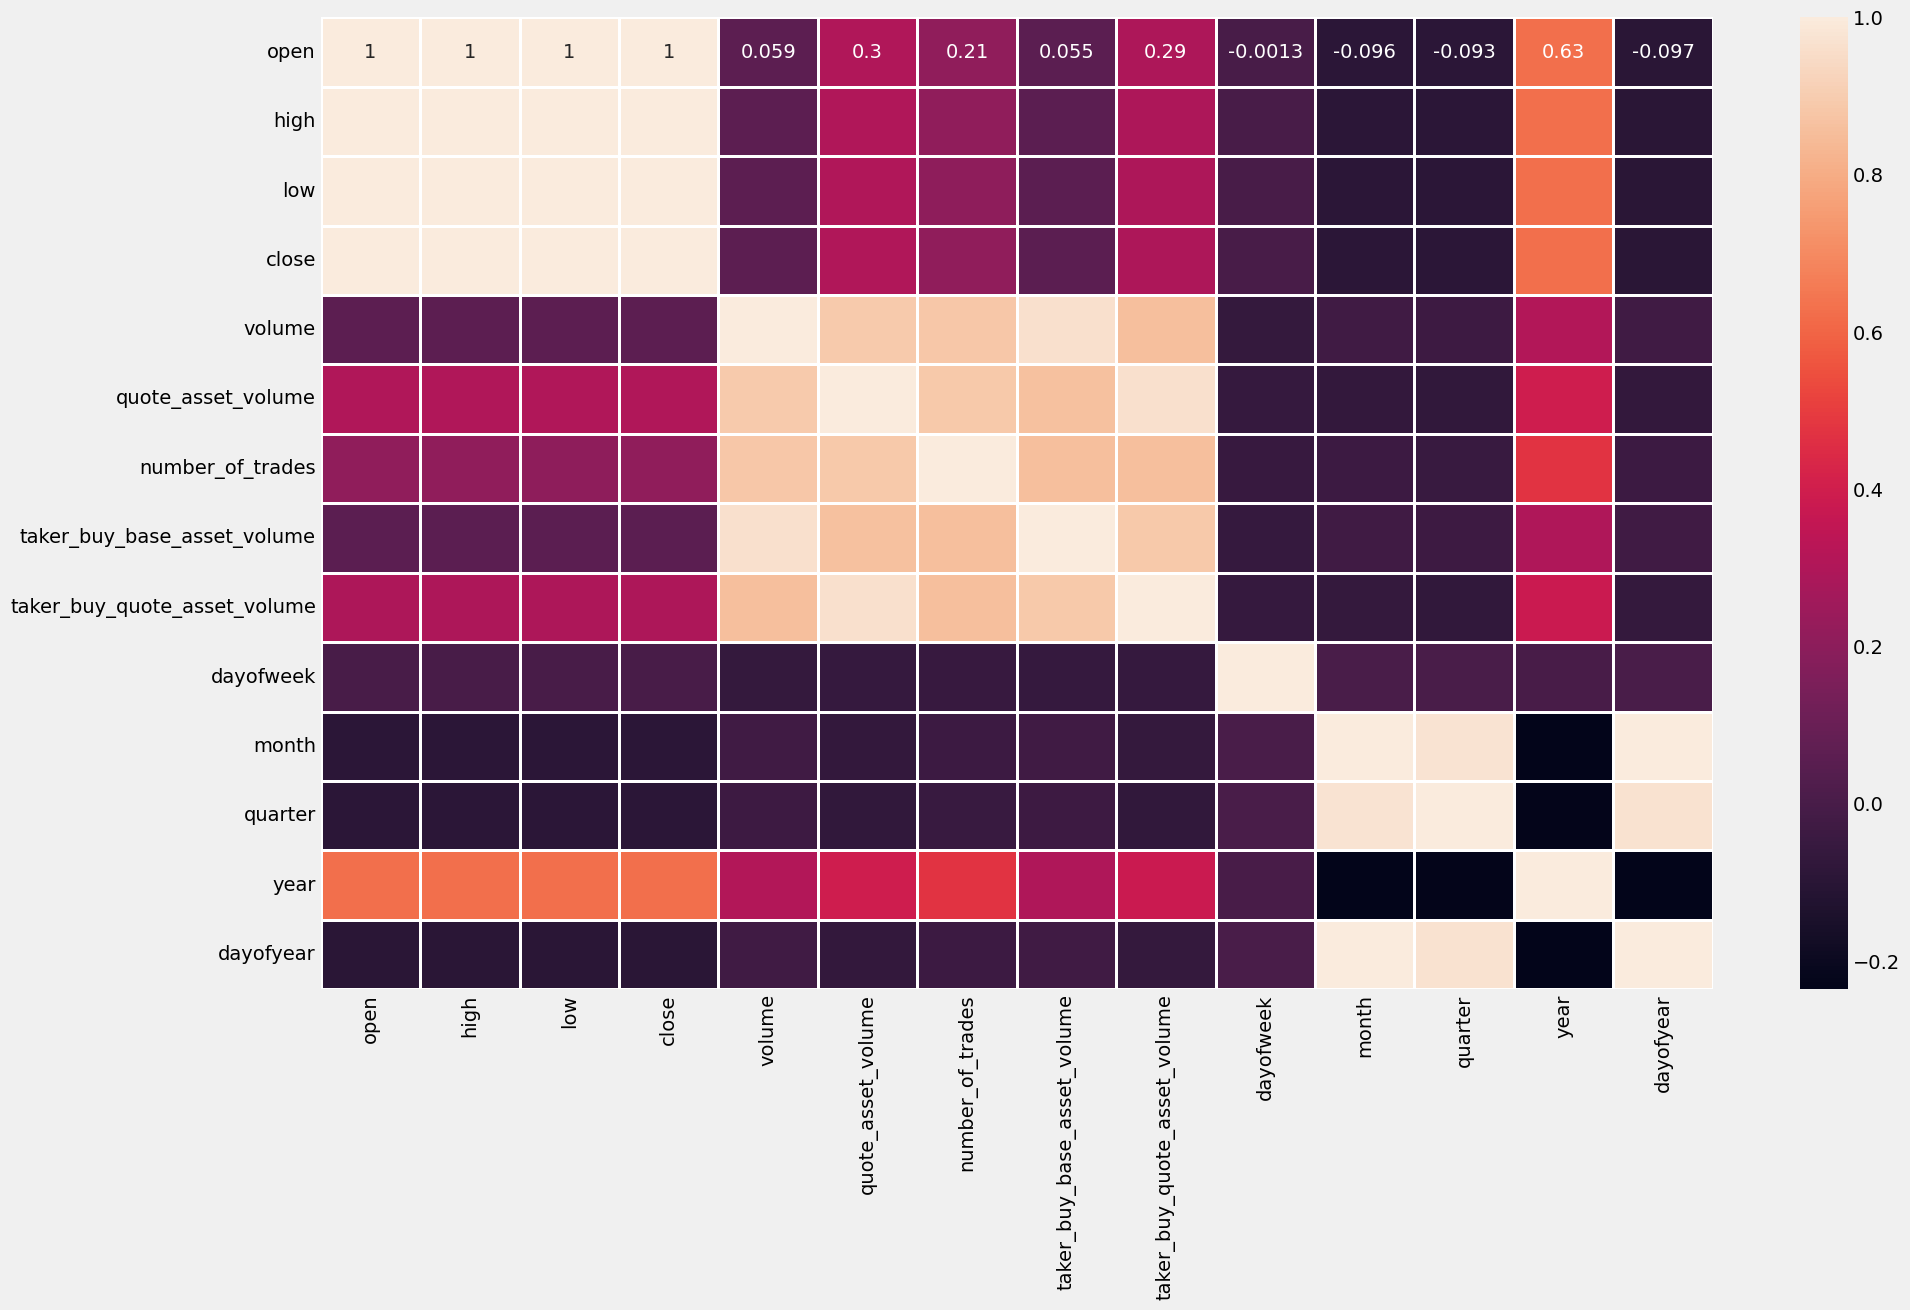 open 1 1 1 1 0.059 0.3 0.21 0.055 0.29 -0.0013 -0.096 -0.093 0.63 -0.097
high
low
close
volume
quote_asset_volume
number_of_trades
taker_buy_base_asset_volume
taker_buy_quote_asset_volume
dayofweek
month
quarter
year
dayofyear
open
high
low
close
volume
quote_asset_volume
number_of_trades
taker_buy_base_asset_volume
taker_buy_quote_asset_volume
dayofweek
month
quarter
year
dayofyear
1.0
0.8
0.6
0.4
0.2
0.0
−0.2